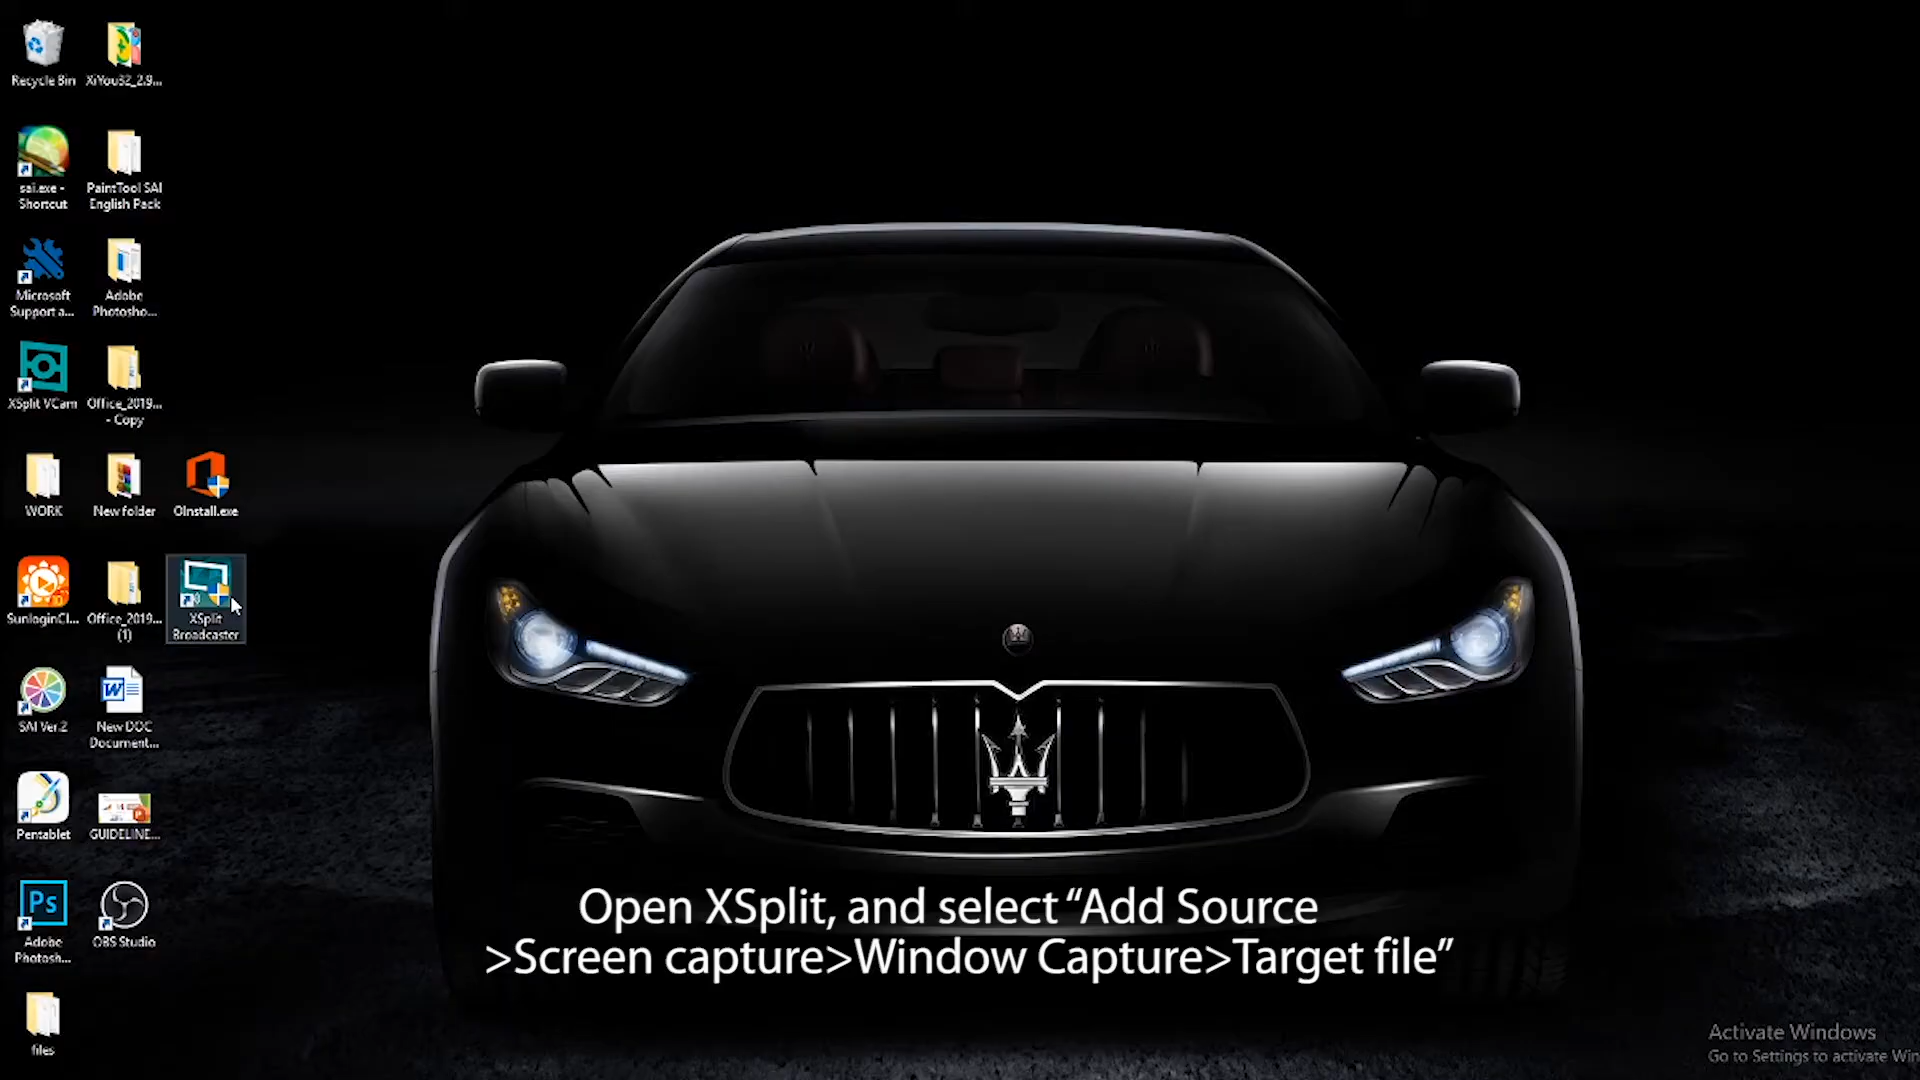 Recycle Bin
XiYou32_2.9...
sai.exe -
Shortcut
PaintTool SAI
English Pack
Microsoft
Support a...
Adobe
Photosho...
XSplit VCam
Office_2019...
- Copy
WORK
New folder
OInstall.exe
SunloginCl...
Office_2019...
(1)
XSplit
Broadcaster
SAI Ver.2
New DOC
Document...
Pentablet
GUIDELINE...
Ps
Adobe
Photosh...
OBS Studio
files
Open XSplit, and select “Add Source
>Screen capture>Window Capture>Target file”
Activate Windows
Go to Settings to activate Win